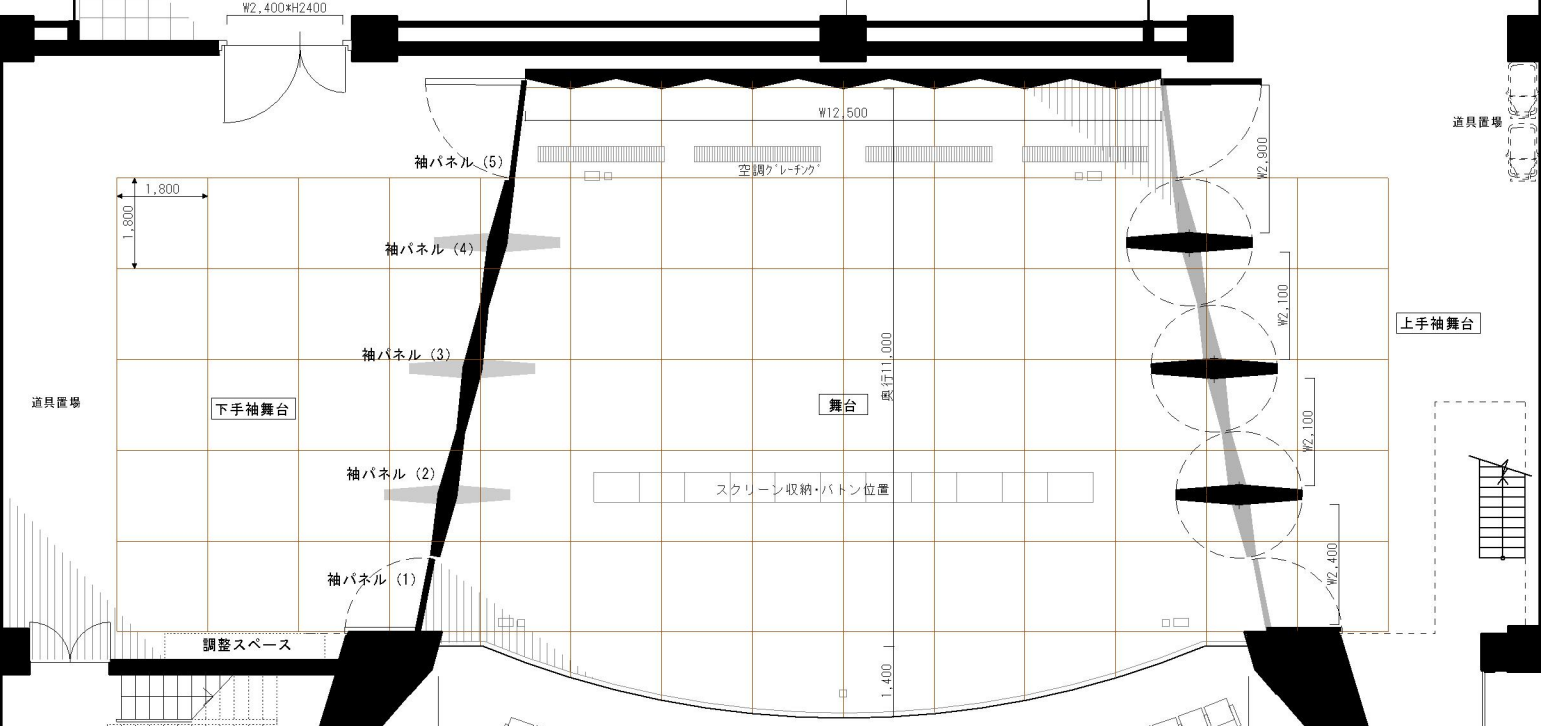 W2,400*H2400
道具置場
W12,500
袖パネル (5)
空調グレーチング
W2,900
1,800
1,800
袖パネル (4)
W2,100
上手袖舞台
袖パネル (3)
奥行11,000
道具置場
下手袖舞台
舞台
W2,100
袖パネル (2)
スクリーン収納・バトン位置
W2,400
袖パネル (1)
調整スペース
1,400